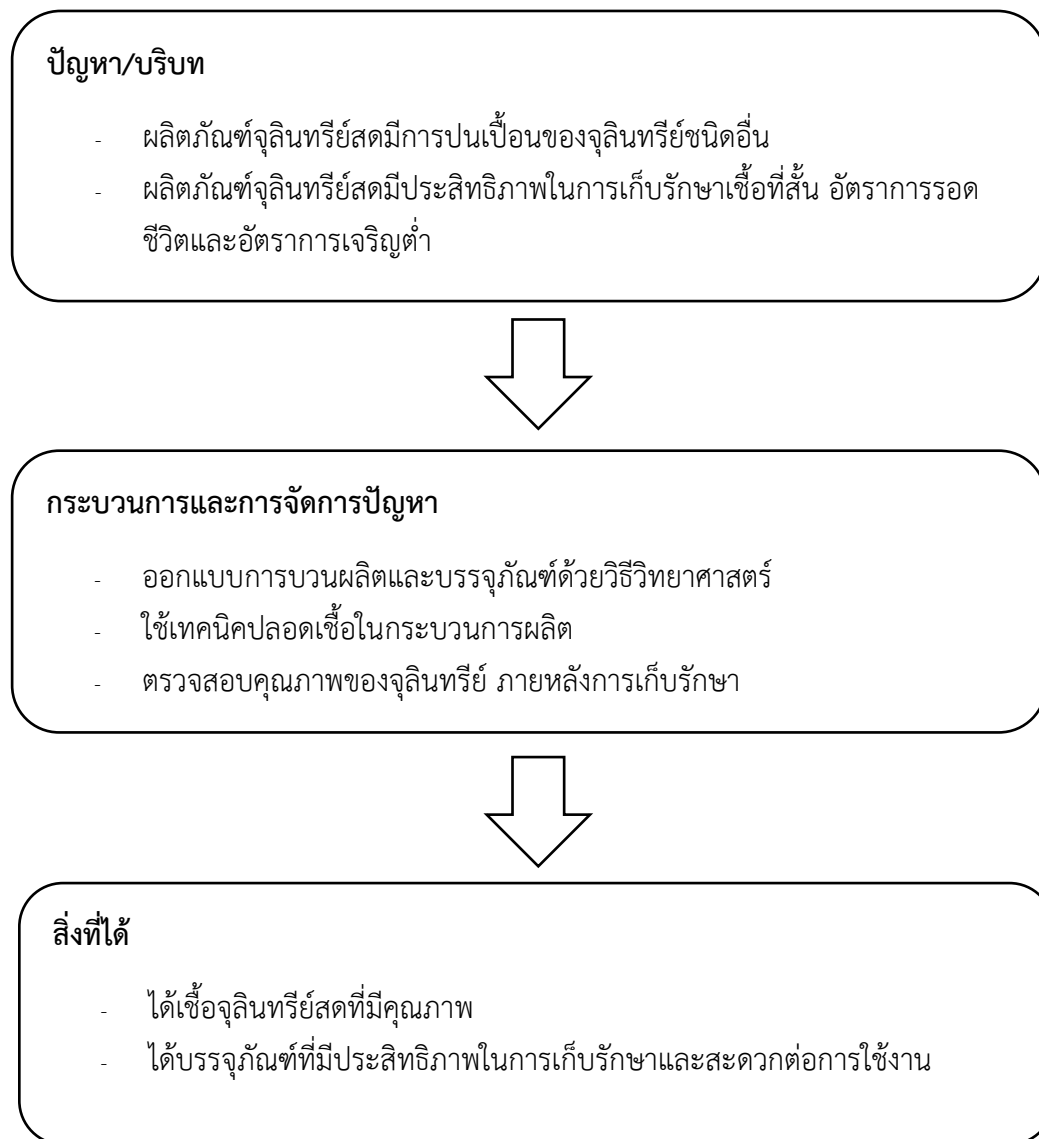 ปัญหา/บริบท
- ผลิตภัณฑ์จุลินทรีย์สดมีการปนเปื้อนของจุลินทรีย์ชนิดอื่น
- ผลิตภัณฑ์จุลินทรีย์สดมีประสิทธิภาพในการเก็บรักษาเชื้อที่สั้น อัตราการรอด
ชีวิตและอัตราการเจริญต่ำ
กระบวนการและการจัดการปัญหา
- ออกแบบการบวนผลิตและบรรจุภัณฑ์ด้วยวิธีวิทยาศาสตร์
- ใช้เทคนิคปลอดเชื้อในกระบวนการผลิต
- ตรวจสอบคุณภาพของจุลินทรีย์ ภายหลังการเก็บรักษา
สิ่งที่ได้
- ได้เชื้อจุลินทรีย์สดที่มีคุณภาพ
- ได้บรรจุภัณฑ์ที่มีประสิทธิภาพในการเก็บรักษาและสะดวกต่อการใช้งาน